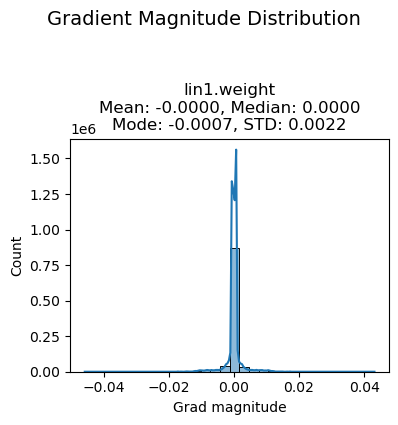 Gradient Magnitude Distribution
lin1.weight
Mean: -0.0000, Median: 0.0000
Mode: -0.0007, STD: 0.0022
1e6
1.50
1.25
1.00
0.75
0.50
0.25
0.00
Count
−0.04 −0.02 0.00 0.02 0.04
Grad magnitude